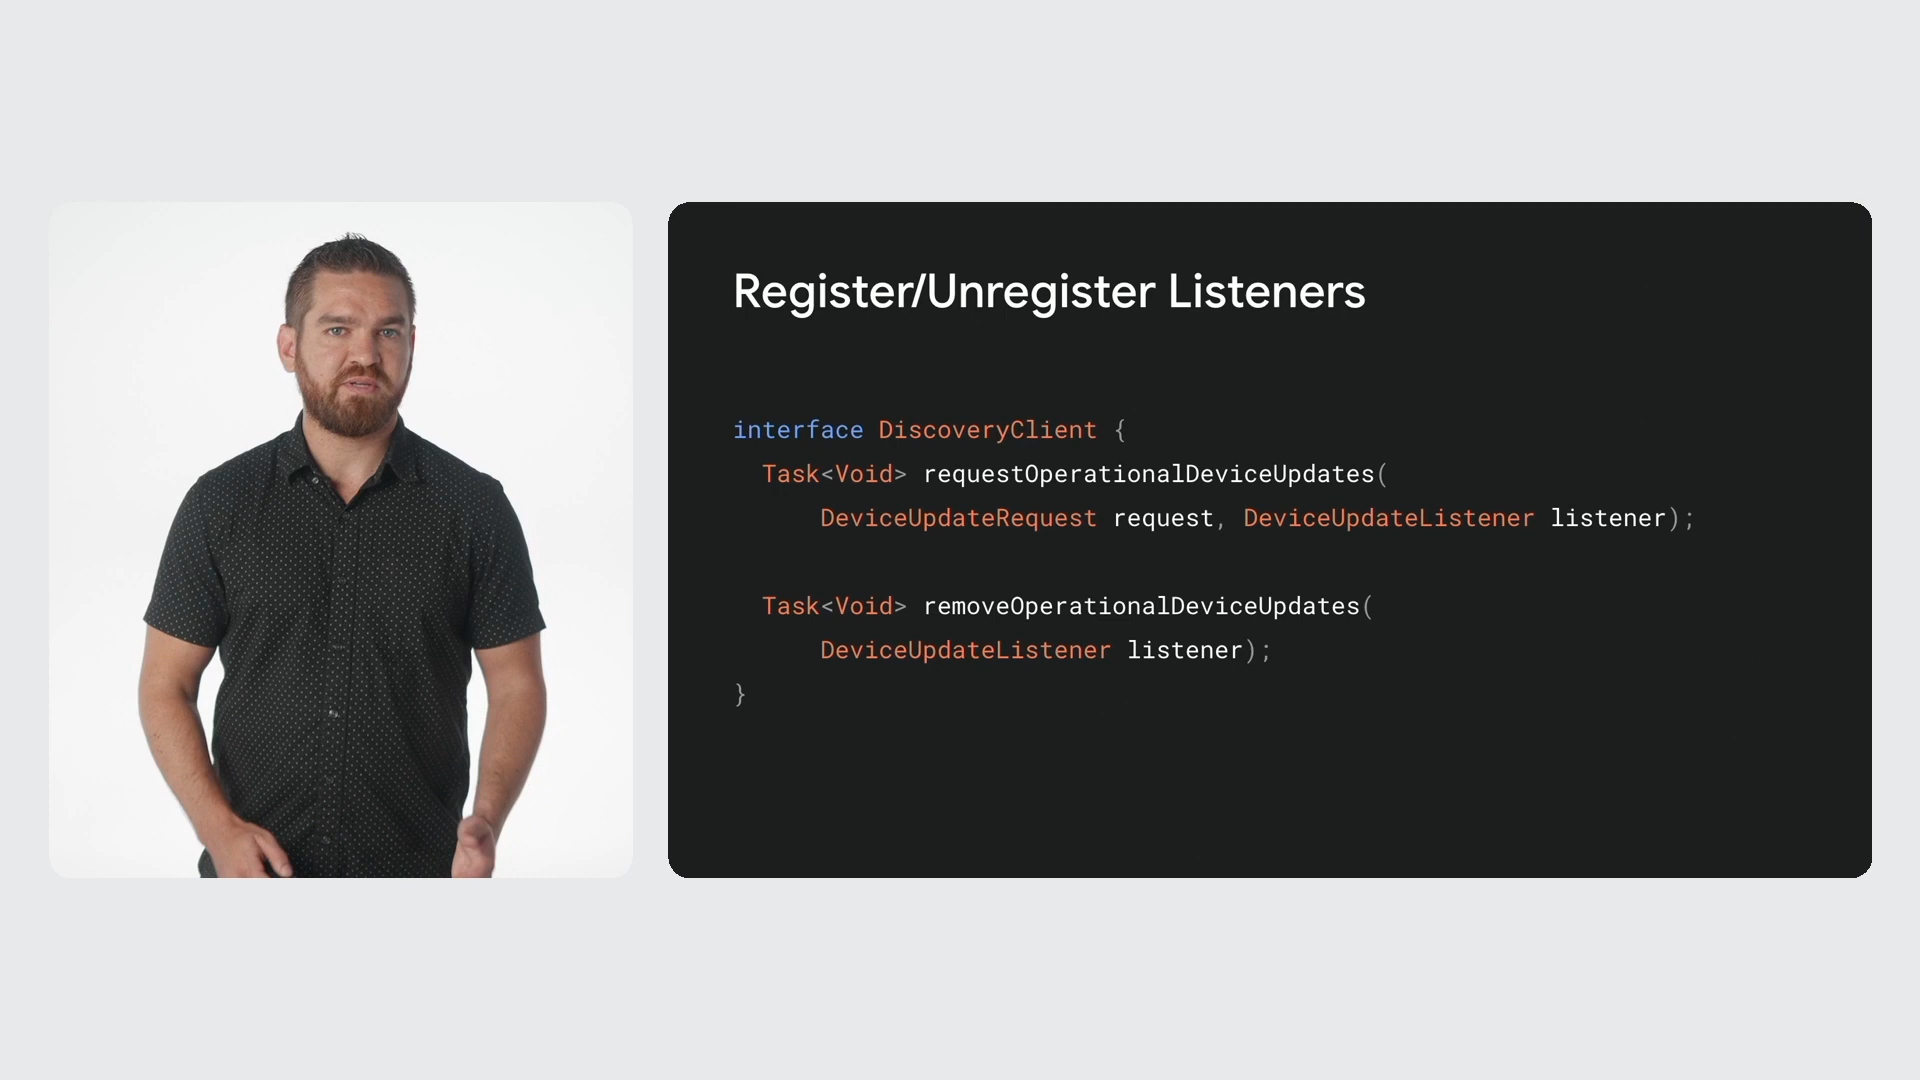 Register/Unregister Listeners
interface DiscoveryClient {
Task<Void> requestOperationalDeviceUpdates(
DeviceUpdateRequest request, DeviceUpdateListener listener);
Task<Void> removeOperationalDeviceUpdates(
DeviceUpdateListener listener);
}